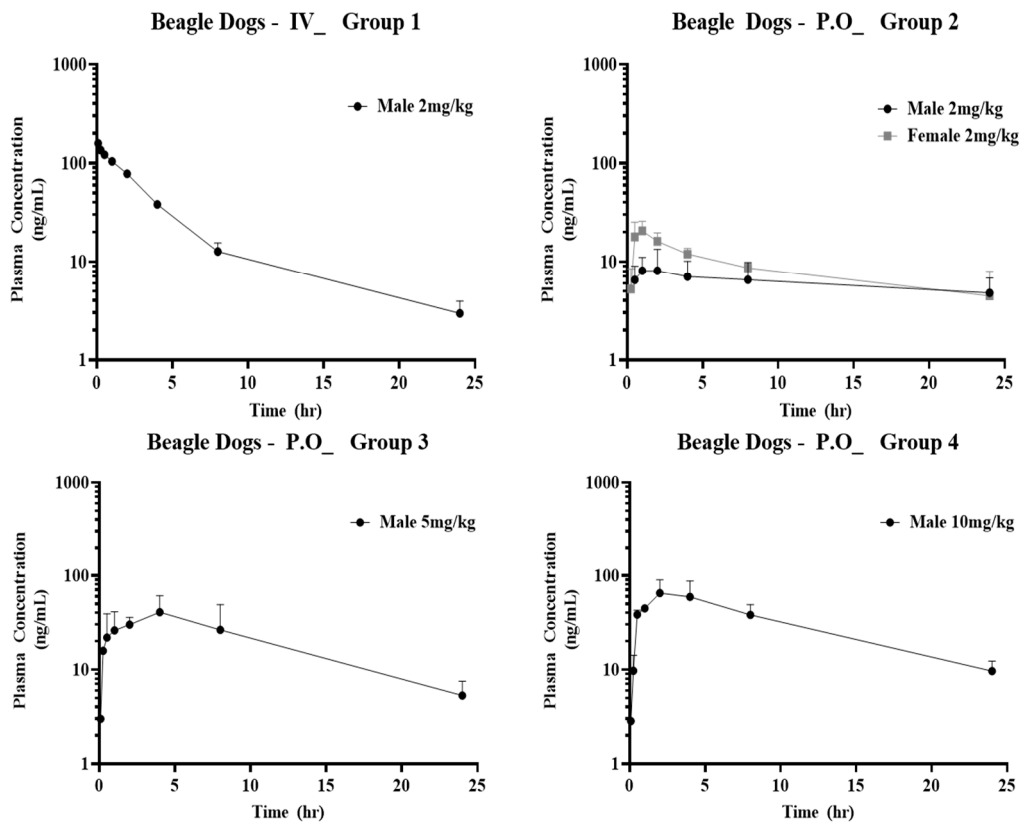 Beagle Dogs - IV_ Group 1
1000
100
10
1
Plasma Concentration
(ng/mL)
Male 2mg/kg
0 5 10 15 20 25
Time (hr)
Beagle Dogs - P.O_ Group 2
1000
100
10
1
Plasma Concentration
(ng/mL)
Male 2mg/kg
Female 2mg/kg
0 5 10 15 20 25
Time (hr)
Beagle Dogs - P.O_ Group 3
1000
100
10
1
Plasma Concentration
(ng/mL)
Male 5mg/kg
0 5 10 15 20 25
Time (hr)
Beagle Dogs - P.O_ Group 4
1000
100
10
1
Plasma Concentration
(ng/mL)
Male 10mg/kg
0 5 10 15 20 25
Time (hr)